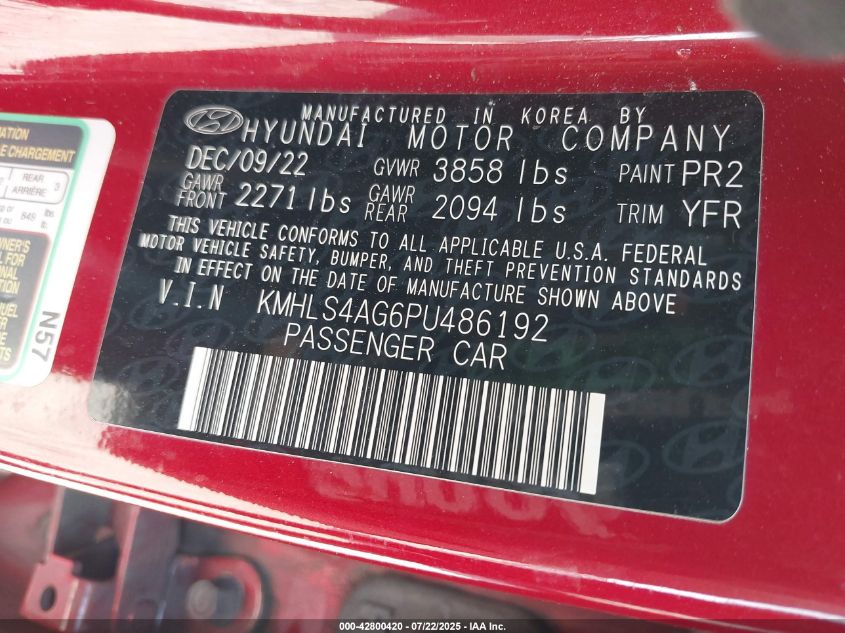 MANUFACTURED IN KOREA BY
HYUNDAI MOTOR COMPANY
DEC/09/22 GVWR 3858 lbs PAINT PR2
GAWR FRONT 2271 lbs GAWR REAR 2094 lbs TRIM YFR
THIS VEHICLE CONFORMS TO ALL APPLICABLE U.S.A. FEDERAL
MOTOR VEHICLE SAFETY, BUMPER, AND THEFT PREVENTION STANDARDS
IN EFFECT ON THE DATE OF MANUFACTURE SHOWN ABOVE
V.I.N KMHLS4AG6PU486192
PASSENGER CAR
CHARGEMENT
REAR 3
ARRIÈRE
N57
000-42800420 - 07/22/2025 - IAA, Inc.